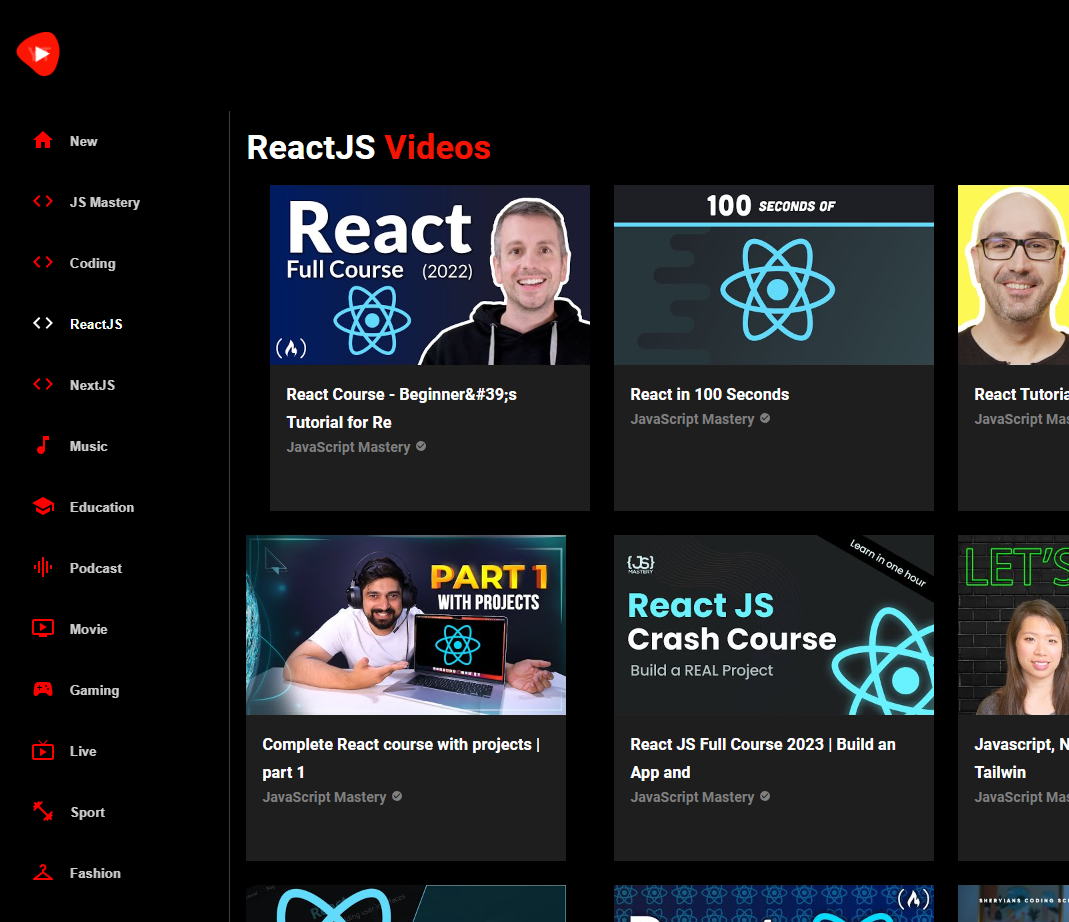 New
JS Mastery
Coding
ReactJS
NextJS
Music
Education
Podcast
Movie
Gaming
Live
Sport
Fashion
ReactJS Videos
React
Full Course (2022)
React Course - Beginner&#39;s
Tutorial for Re
JavaScript Mastery
100 SECONDS OF
React in 100 Seconds
JavaScript Mastery
React Tutoria
JavaScript Mas
PART 1
WITH PROJECTS
Complete React course with projects |
part 1
JavaScript Mastery
{JS}
MASTERY
Learn in one hour
React JS
Crash Course
Build a REAL Project
React JS Full Course 2023 | Build an
App and
JavaScript Mastery
LET'S
Javascript, N
Tailwin
JavaScript Mas
SHERYIANS CODING SC